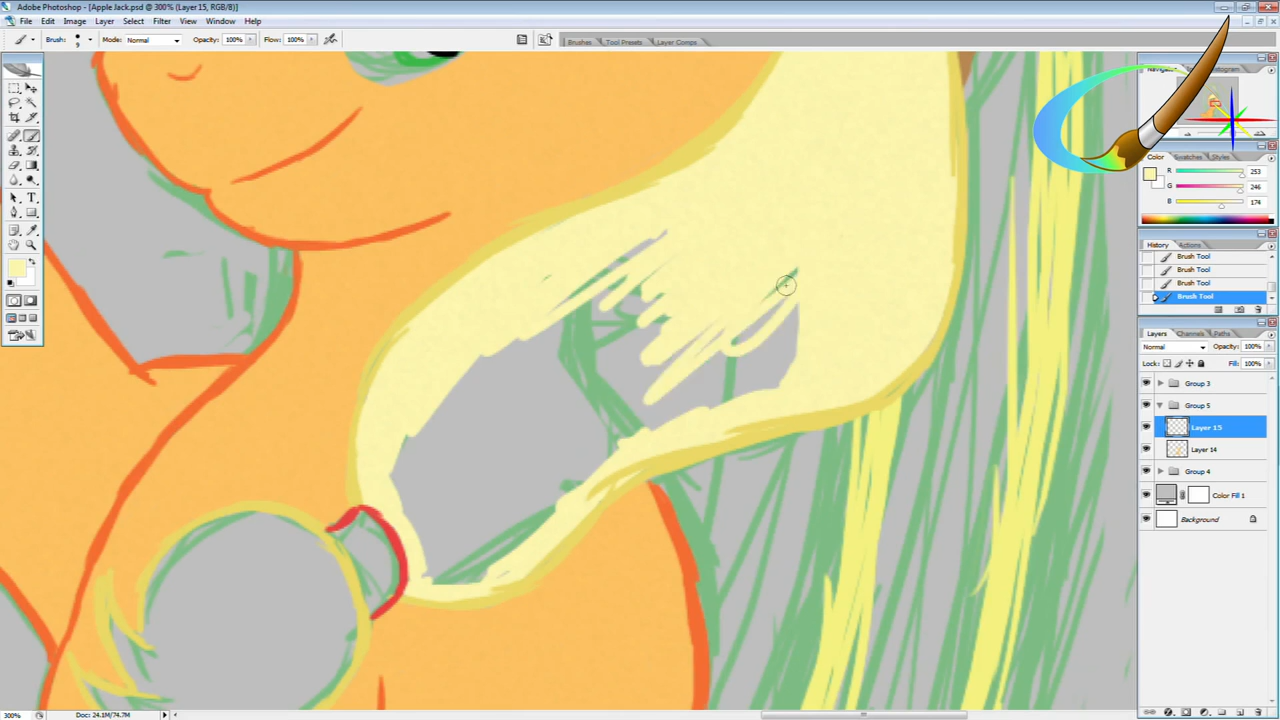 Adobe Photoshop - [Apple Jack.psd @ 300% (Layer 15, RGB/8)]
File Edit Image Layer Select Filter View Window Help
Brush: 9 Mode: Normal Opacity: 100% Flow: 100% Brushes Tool Presets Layer Comps
Color Swatches Styles
R 253
G 246
B 174
History Actions
Brush Tool
Brush Tool
Brush Tool
Brush Tool
Layers Channels Paths
Normal Opacity: 100%
Lock: Fill: 100%
Group 3
Group 5
Layer 15
Layer 14
Group 4
Color Fill 1
Background
300% Doc: 24.1M/74.7M